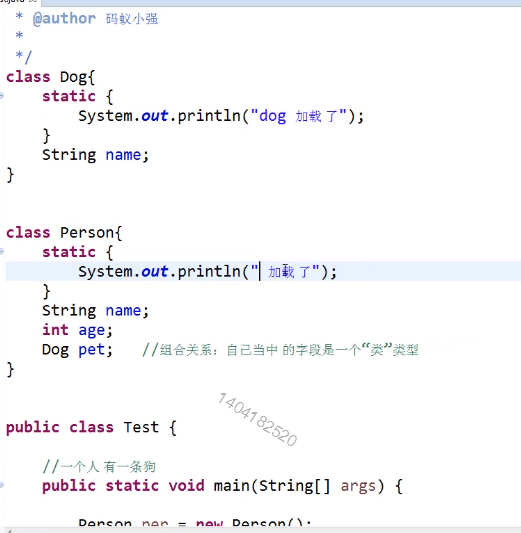 * @author 码蚁小强
*
*/
class Dog{
static {
System.out.println("dog 加载了");
}
String name;
}
class Person{
static {
System.out.println(" 加载了");
}
String name;
int age;
Dog pet; //组合关系：自己当中的字段是一个“类”类型
}
1404182520
public class Test {
//一个人有一条狗
public static void main(String[] args) {
Person per = new Person();